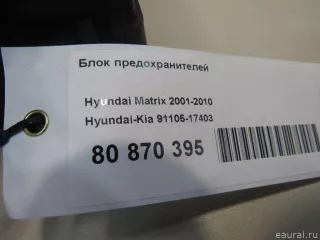 Блок предохранителей
Hyundai Matrix 2001-2010
Hyundai-Kia 91105-17403
80 870 395
eaural.ru